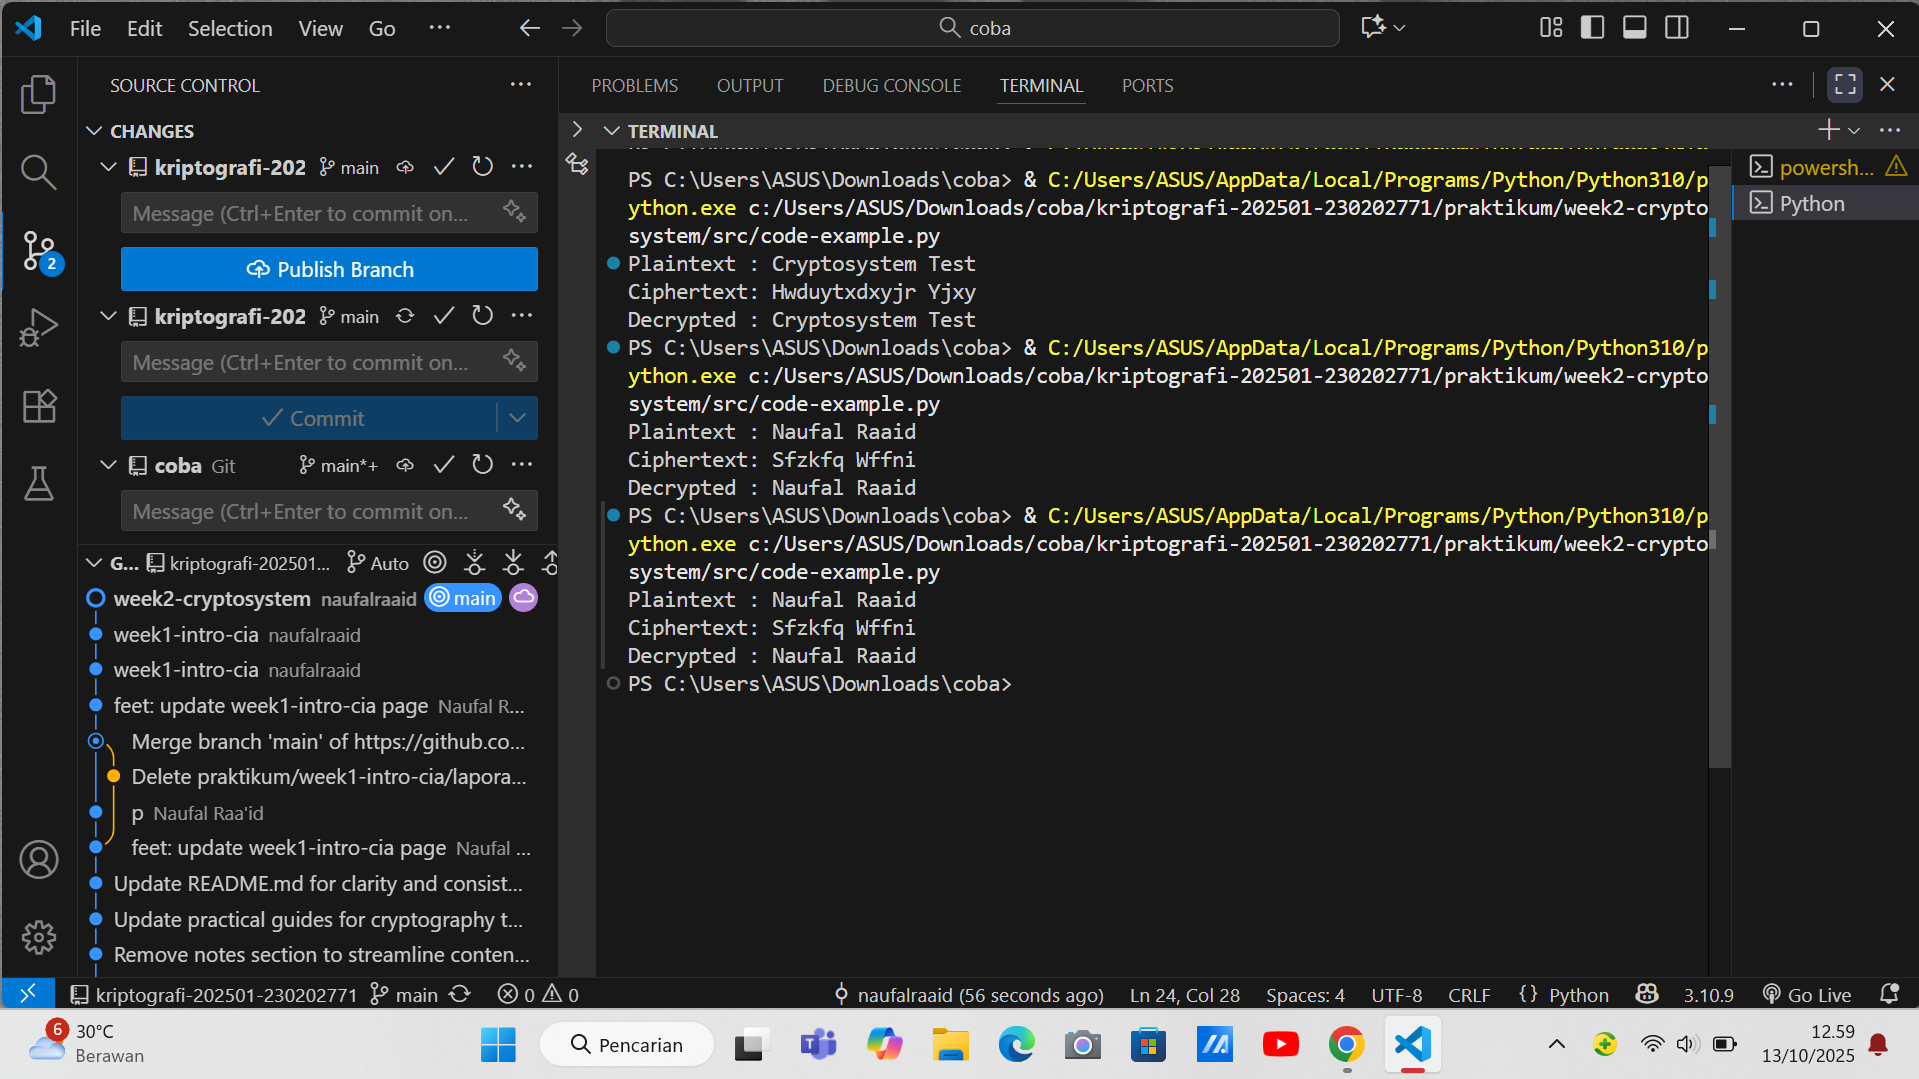 File Edit Selection View Go ···
coba
SOURCE CONTROL
CHANGES
kriptografi-202 main
Message (Ctrl+Enter to commit on...
Publish Branch
kriptografi-202 main
Message (Ctrl+Enter to commit on...
Commit
coba Git main*+
Message (Ctrl+Enter to commit on...
G... kriptografi-202501... Auto
week2-cryptosystem naufalraaid main
week1-intro-cia naufalraaid
week1-intro-cia naufalraaid
feet: update week1-intro-cia page Naufal R...
Merge branch 'main' of https://github.co...
Delete praktikum/week1-intro-cia/lapora...
p Naufal Raa'id
feet: update week1-intro-cia page Naufal ...
Update README.md for clarity and consist...
Update practical guides for cryptography t...
Remove notes section to streamline conten...
2
PROBLEMS OUTPUT DEBUG CONSOLE TERMINAL PORTS
TERMINAL
PS C:\Users\ASUS\Downloads\coba> & C:/Users/ASUS/AppData/Local/Programs/Python/Python310/p
ython.exe c:/Users/ASUS/Downloads/coba/kriptografi-202501-230202771/praktikum/week2-crypto
system/src/code-example.py
Plaintext : Cryptosystem Test
Ciphertext: Hwduytxdxyjr Yjxy
Decrypted : Cryptosystem Test
PS C:\Users\ASUS\Downloads\coba> & C:/Users/ASUS/AppData/Local/Programs/Python/Python310/p
ython.exe c:/Users/ASUS/Downloads/coba/kriptografi-202501-230202771/praktikum/week2-crypto
system/src/code-example.py
Plaintext : Naufal Raaid
Ciphertext: Sfzkfq Wffni
Decrypted : Naufal Raaid
PS C:\Users\ASUS\Downloads\coba> & C:/Users/ASUS/AppData/Local/Programs/Python/Python310/p
ython.exe c:/Users/ASUS/Downloads/coba/kriptografi-202501-230202771/praktikum/week2-crypto
system/src/code-example.py
Plaintext : Naufal Raaid
Ciphertext: Sfzkfq Wffni
Decrypted : Naufal Raaid
PS C:\Users\ASUS\Downloads\coba>
powersh...
Python
kriptografi-202501-230202771 main 0 0 naufalraaid (56 seconds ago) Ln 24, Col 28 Spaces: 4 UTF-8 CRLF {} Python 3.10.9 Go Live
6 30°C
Berawan
Pencarian
12.59
13/10/2025